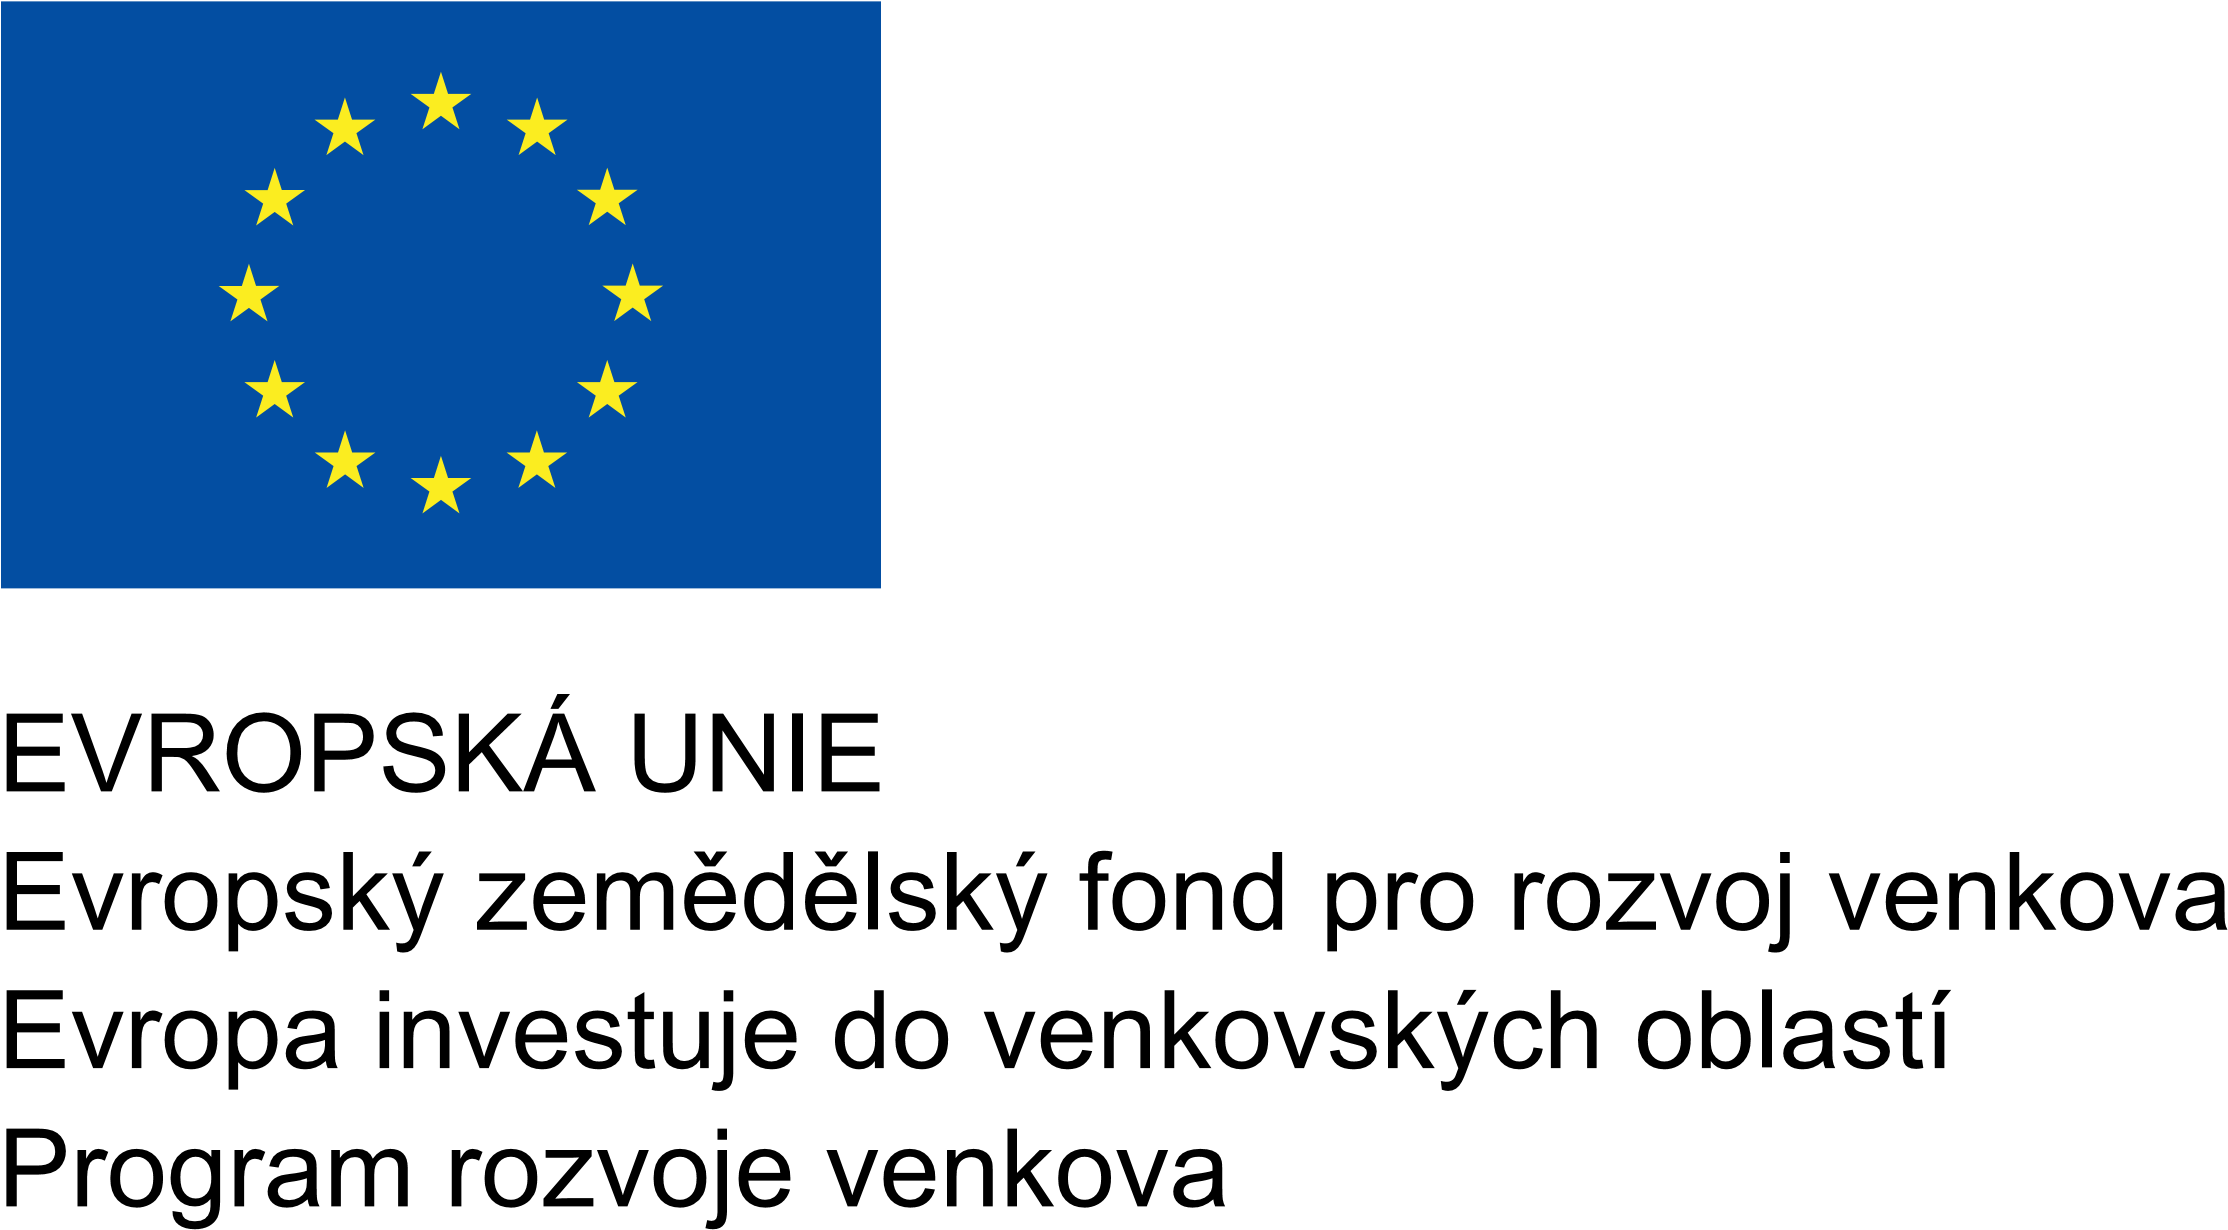 EVROPSKÁ UNIE
Evropský zemědělský fond pro rozvoj venkova
Evropa investuje do venkovských oblastí
Program rozvoje venkova